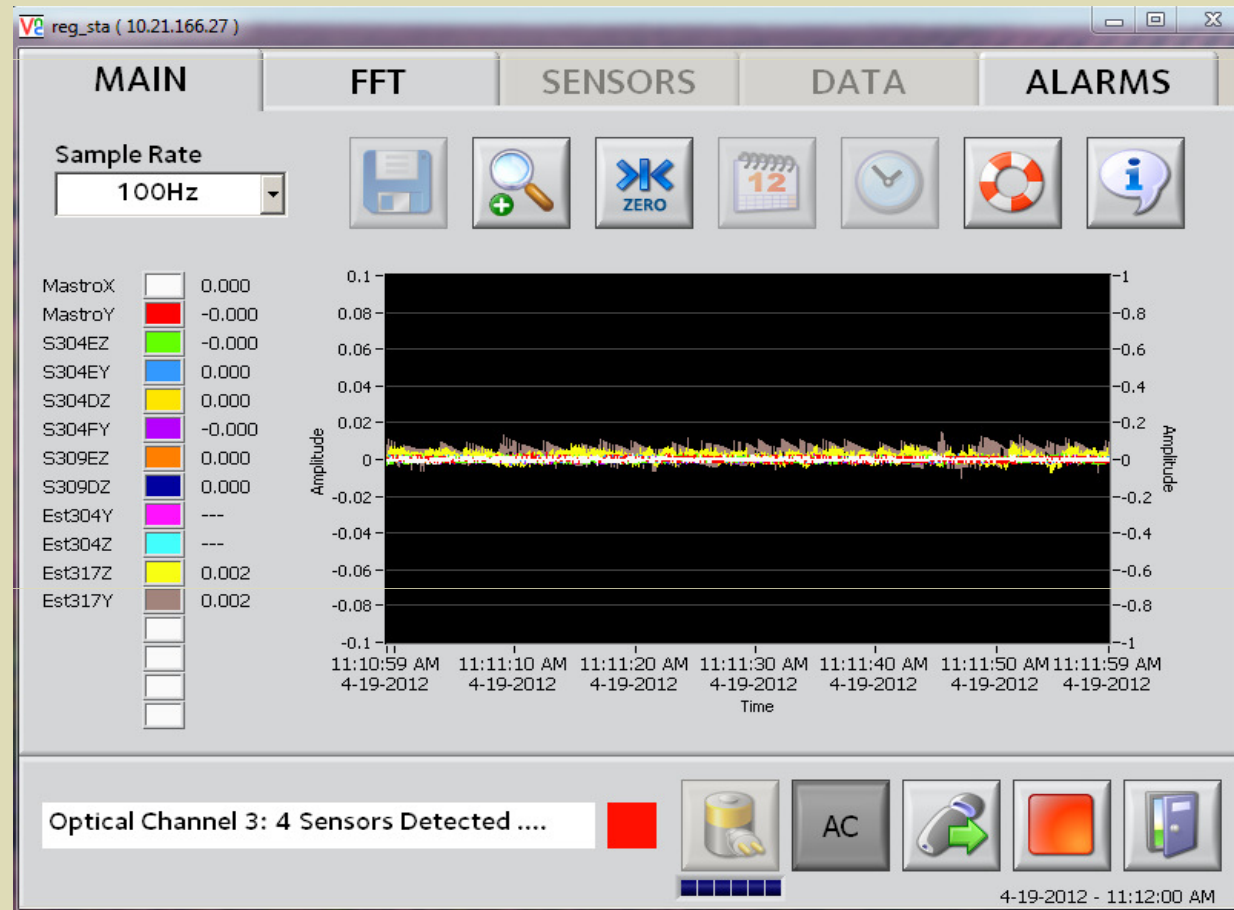 V2 reg_sta ( 10.21.166.27 )
MAIN FFT SENSORS DATA ALARMS
Sample Rate
100Hz
12
ZERO
i
MastroX 0.000
MastroY -0.000
S304EZ -0.000
S304EY 0.000
S304DZ 0.000
S304FY -0.000
S309EZ 0.000
S309DZ 0.000
Est304Y ---
Est304Z ---
Est317Z 0.002
Est317Y 0.002
Amplitude
0.1
0.08
0.06
0.04
0.02
0
-0.02
-0.04
-0.06
-0.08
-0.1
1
0.8
0.6
0.4
0.2
0
-0.2
-0.4
-0.6
-0.8
-1
Amplitude
11:10:59 AM 11:11:10 AM 11:11:20 AM 11:11:30 AM 11:11:40 AM 11:11:50 AM 11:11:59 AM
4-19-2012 4-19-2012 4-19-2012 4-19-2012 4-19-2012 4-19-2012 4-19-2012
Time
Optical Channel 3: 4 Sensors Detected ....
AC
4-19-2012 - 11:12:00 AM